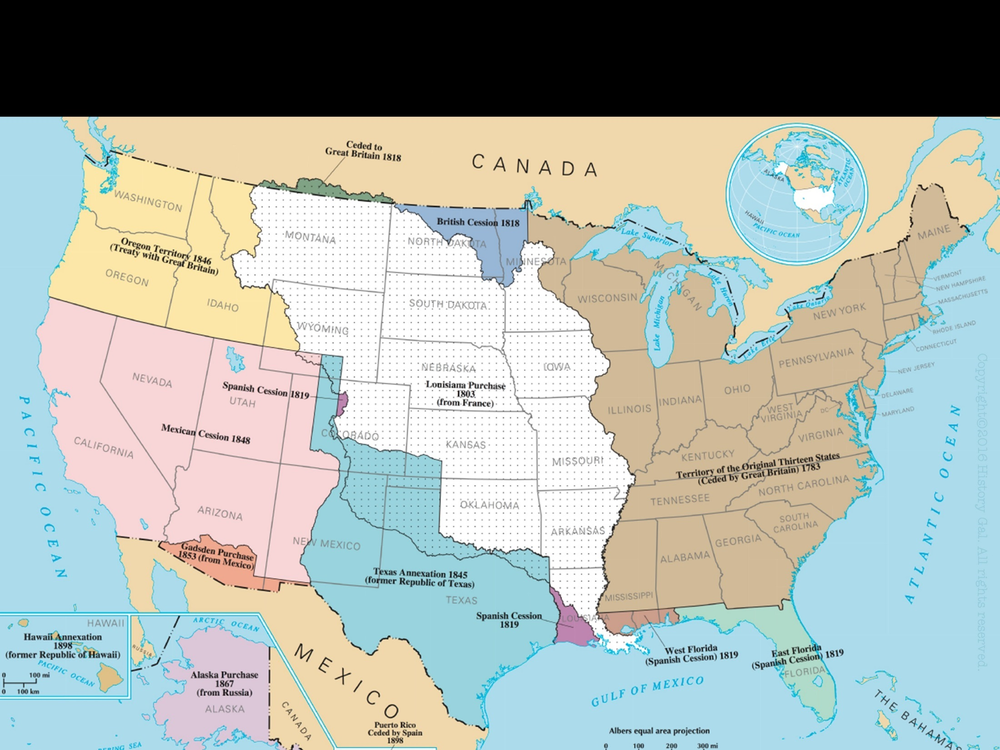 Ceded to
Great Britain 1818
CANADA
ALASKA
HAWAII
PACIFIC OCEAN
ATLANTIC
OCEAN
WASHINGTON
MONTANA
British Cession 1818
NORTH DAKOTA
MINNESOTA
Lake Superior
MICHIGAN
Lake Huron
Lake Michigan
Lake Ontario
Lake Erie
MAINE
VERMONT
NEW HAMPSHIRE
MASSACHUSETTS
RHODE ISLAND
CONNECTICUT
NEW JERSEY
DELAWARE
MARYLAND
DC
Oregon Territory 1846
(Treaty with Great Britain)
OREGON
IDAHO
WYOMING
SOUTH DAKOTA
WISCONSIN
NEW YORK
PENNSYLVANIA
NEVADA
Spanish Cession 1819
UTAH
NEBRASKA
Louisiana Purchase
1803
(from France)
IOWA
ILLINOIS
INDIANA
OHIO
WEST
VIRGINIA
VIRGINIA
Mexican Cession 1848
CALIFORNIA
COLORADO
KANSAS
MISSOURI
KENTUCKY
Territory of the Original Thirteen States
(Ceded by Great Britain) 1783
PACIFIC OCEAN
ATLANTIC OCEAN
Copyright©2016 History Gal. All rights reserved.
ARIZONA
NEW MEXICO
OKLAHOMA
ARKANSAS
TENNESSEE
NORTH CAROLINA
SOUTH
CAROLINA
GEORGIA
ALABAMA
MISSISSIPPI
Gadsden Purchase
1853 (from Mexico)
Texas Annexation 1845
(former Republic of Texas)
TEXAS
Spanish Cession
1819
LOUISIANA
West Florida
(Spanish Cession) 1819
East Florida
(Spanish Cession) 1819
FLORIDA
GULF OF MEXICO
THE BAHAMAS
MEXICO
HAWAII
Hawaii Annexation
1898
(former Republic of Hawaii)
PACIFIC OCEAN
0 100 mi
0 100 km
RUSSIA
ARCTIC OCEAN
Alaska Purchase
1867
(from Russia)
ALASKA
CANADA
BERING SEA
Puerto Rico
Ceded by Spain
1898
Albers equal area projection
0 100 200 300 mi